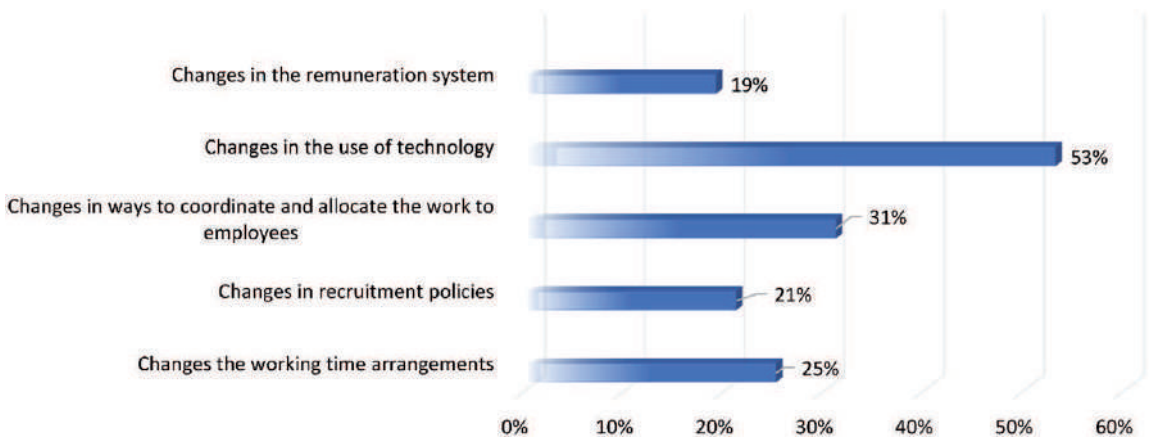 Changes in the remuneration system
19%
Changes in the use of technology
53%
Changes in ways to coordinate and allocate the work to
employees
31%
Changes in recruitment policies
21%
Changes the working time arrangements
25%
0% 10% 20% 30% 40% 50% 60%